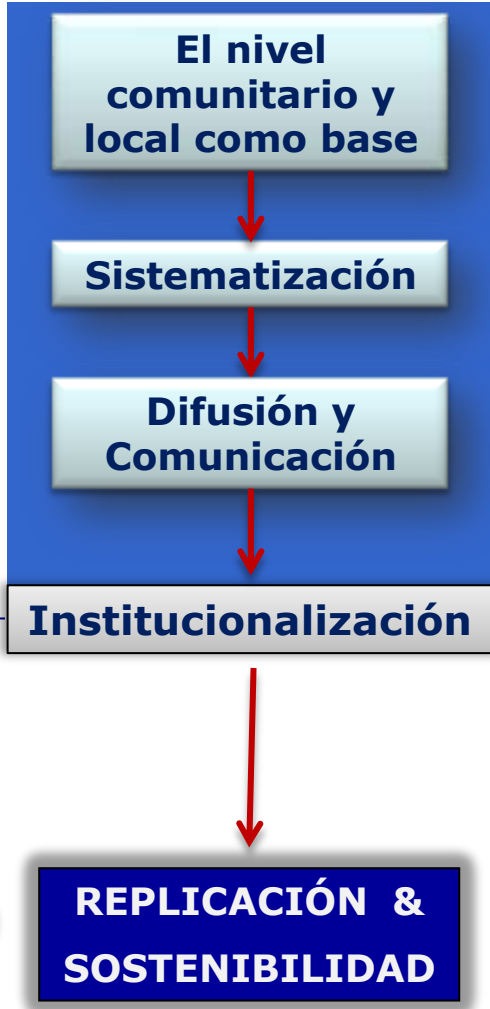 El nivel
comunitario y
local como base
Sistematización
Difusión y
Comunicación
Institucionalización
REPLICACIÓN &
SOSTENIBILIDAD